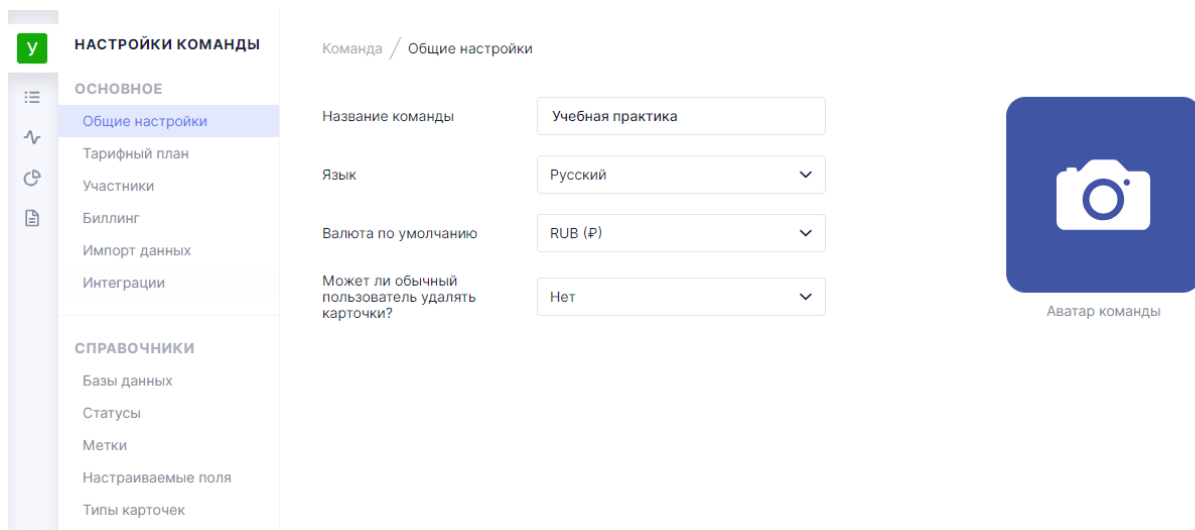 У
НАСТРОЙКИ КОМАНДЫ
ОСНОВНОЕ
Общие настройки
Тарифный план
Участники
Биллинг
Импорт данных
Интеграции
СПРАВОЧНИКИ
Базы данных
Статусы
Метки
Настраиваемые поля
Типы карточек
Команда / Общие настройки
Название команды
Учебная практика
Язык
Русский
Валюта по умолчанию
RUB (₽)
Может ли обычный
пользователь удалять
карточки?
Нет
Аватар команды